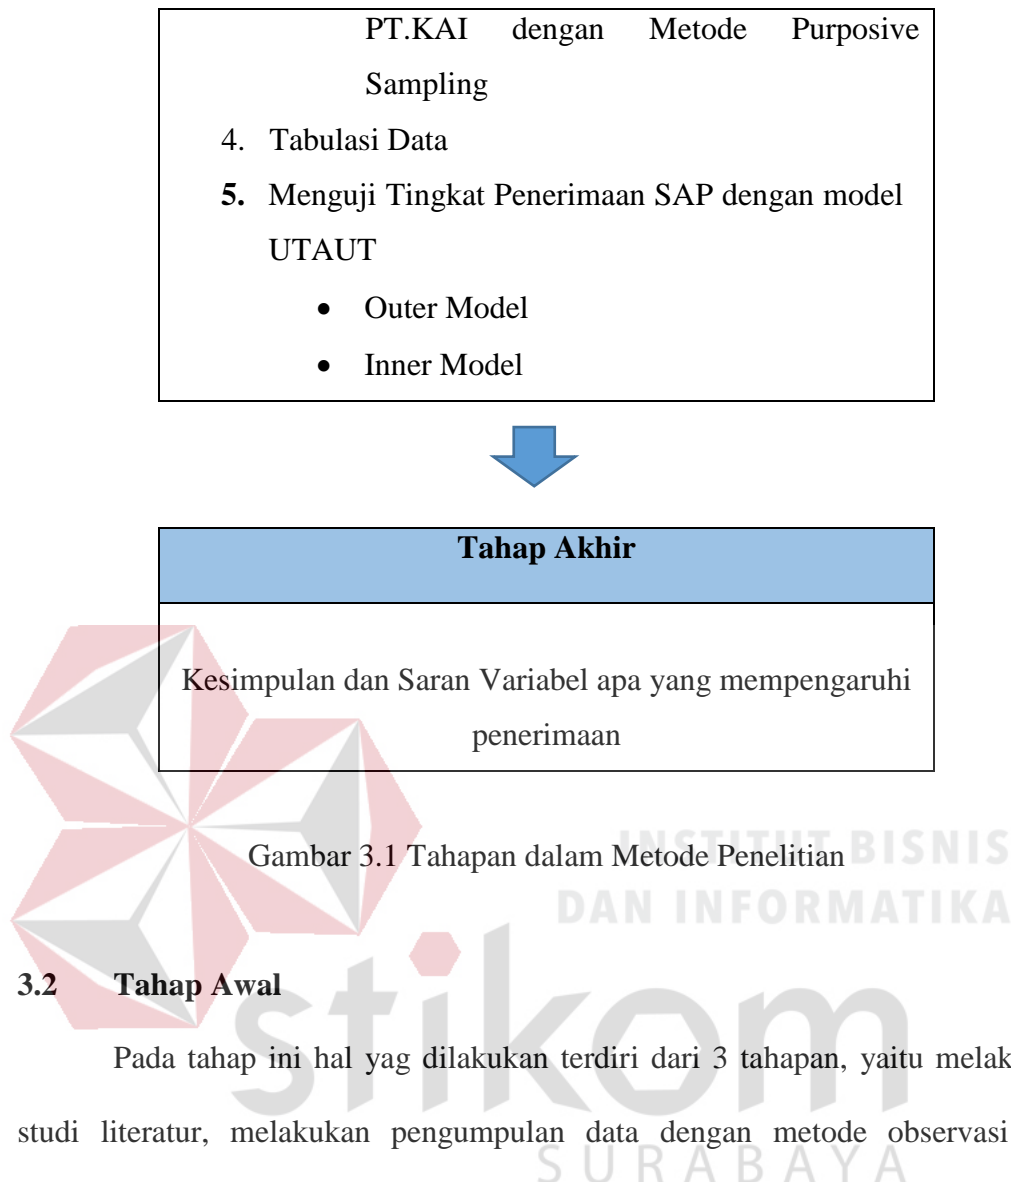 PT.KAI dengan Metode Purposive
Sampling
4. Tabulasi Data
5. Menguji Tingkat Penerimaan SAP dengan model
UTAUT
• Outer Model
• Inner Model
Tahap Akhir
Kesimpulan dan Saran Variabel apa yang mempengaruhi
penerimaan
Gambar 3.1 Tahapan dalam Metode Penelitian
INSTITUT BISNIS
DAN INFORMATIKA
stikom
SURABAYA
3.2 Tahap Awal
Pada tahap ini hal yag dilakukan terdiri dari 3 tahapan, yaitu melak
studi literatur, melakukan pengumpulan data dengan metode observasi